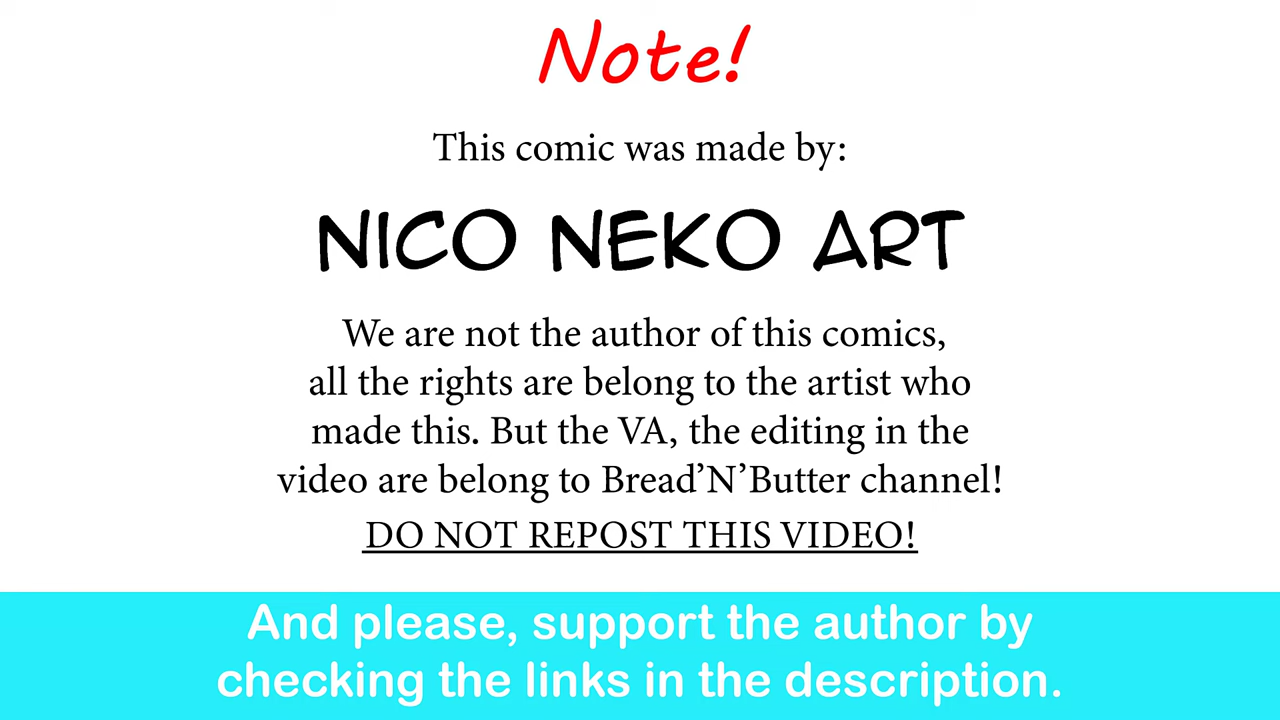 Note!
This comic was made by:
NICO NEKO ART
We are not the author of this comics,
all the rights are belong to the artist who
made this. But the VA, the editing in the
video are belong to Bread’N’Butter channel!
DO NOT REPOST THIS VIDEO!
And please, support the author by
checking the links in the description.